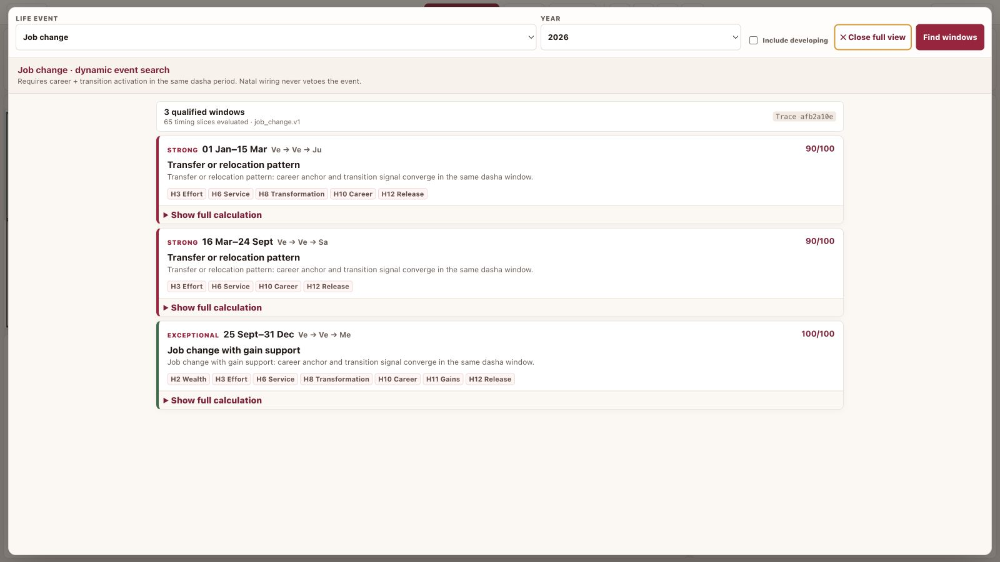 LIFE EVENT
Job change
YEAR
2026
Include developing
✕ Close full view
Find windows
Job change · dynamic event search
Requires career + transition activation in the same dasha period. Natal wiring never vetoes the event.
3 qualified windows
65 timing slices evaluated · job_change.v1
Trace afb2a10e
STRONG 01 Jan–15 Mar Ve → Ve → Ju
90/100
Transfer or relocation pattern
Transfer or relocation pattern: career anchor and transition signal converge in the same dasha window.
H3 Effort H6 Service H8 Transformation H10 Career H12 Release
▶ Show full calculation
STRONG 16 Mar–24 Sept Ve → Ve → Sa
90/100
Transfer or relocation pattern
Transfer or relocation pattern: career anchor and transition signal converge in the same dasha window.
H3 Effort H6 Service H10 Career H12 Release
▶ Show full calculation
EXCEPTIONAL 25 Sept–31 Dec Ve → Ve → Me
100/100
Job change with gain support
Job change with gain support: career anchor and transition signal converge in the same dasha window.
H2 Wealth H3 Effort H6 Service H8 Transformation H10 Career H11 Gains H12 Release
▶ Show full calculation